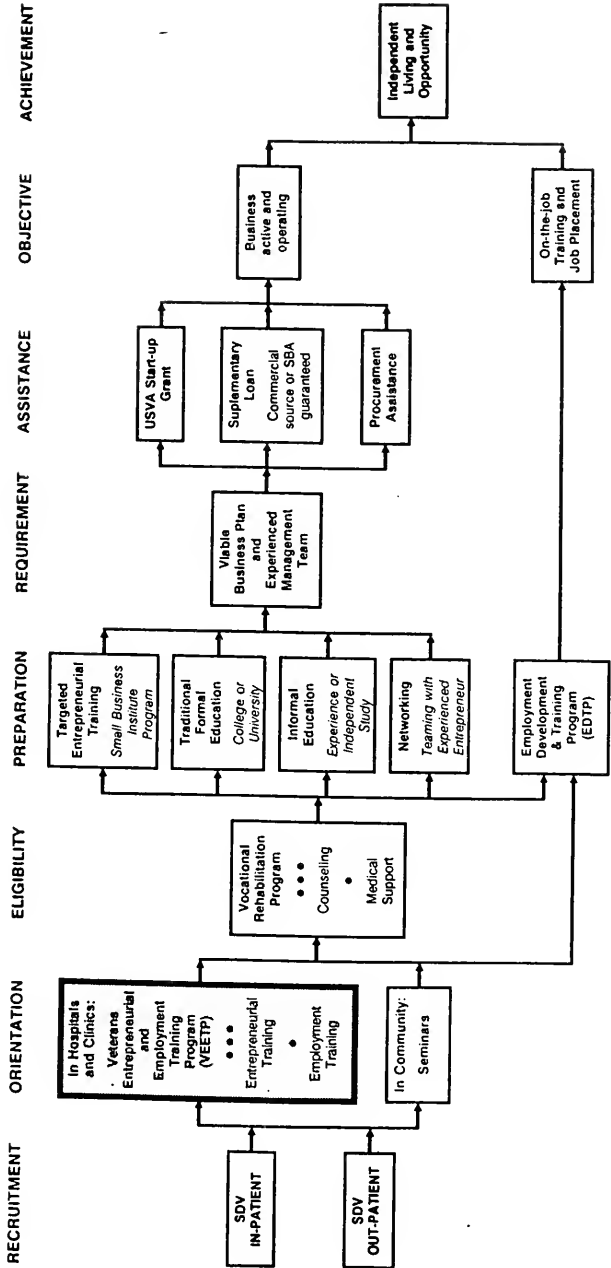 RECRUITMENT
ORIENTATION
ELIGIBILITY
PREPARATION
REQUIREMENT
ASSISTANCE
OBJECTIVE
ACHIEVEMENT
SDV
IN-PATIENT
SDV
OUT-PATIENT
In Hospitals
and Clinics:
Veterans
Entrepreneurial
and
Employment
Training
Program
(VEETP)
• • •
Entrepreneurial
Training
•
Employment
Training
In Community:
Seminars
Vocational
Rehabilitation
Program
• • •
Counseling
•
Medical
Support
Targeted
Entrepreneurial
Training
Small Business
Institute
Program
Traditional
Formal
Education
College or
University
Informal
Education
Experience or
Independent
Study
Networking
Teaming with
Experienced
Entrepreneur
Employment
Development
& Training
Program
(EDTP)
Viable
Business Plan
and
Experienced
Management
Team
USVA Start-up
Grant
Suplementary
Loan
Commercial
source or SBA
guaranteed
Procurement
Assistance
Business
active and
operating
On-the-job
Training and
Job Placement
Independent
Living and
Opportunity